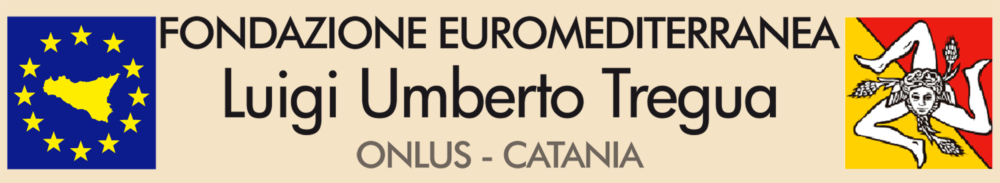 FONDAZIONE EUROMEDITERRANEA
Luigi Umberto Tregua
ONLUS - CATANIA